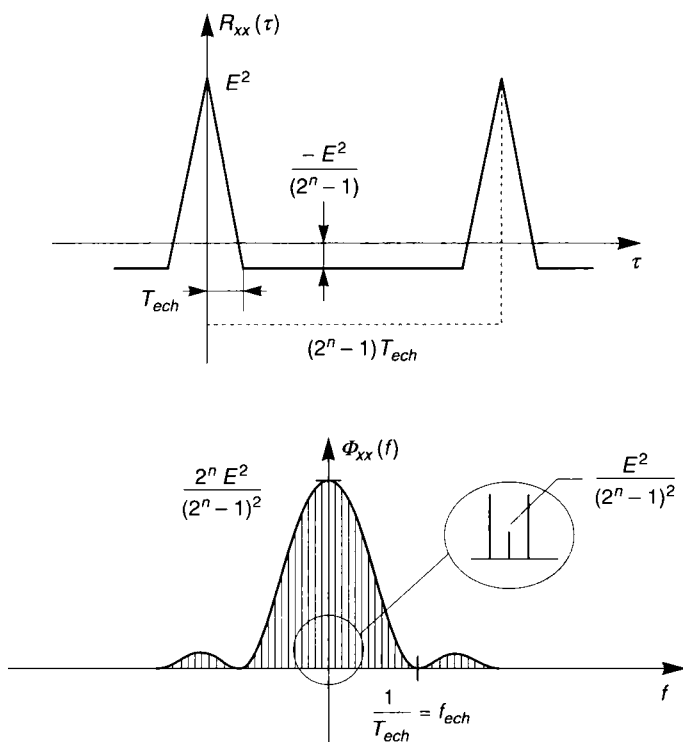 R_xx(τ)
E^2
-E^2 / (2^n - 1)
τ
T_ech
(2^n - 1) T_ech
Φ_xx(f)
2^n E^2 / (2^n - 1)^2
E^2 / (2^n - 1)^2
1 / T_ech = f_ech
f